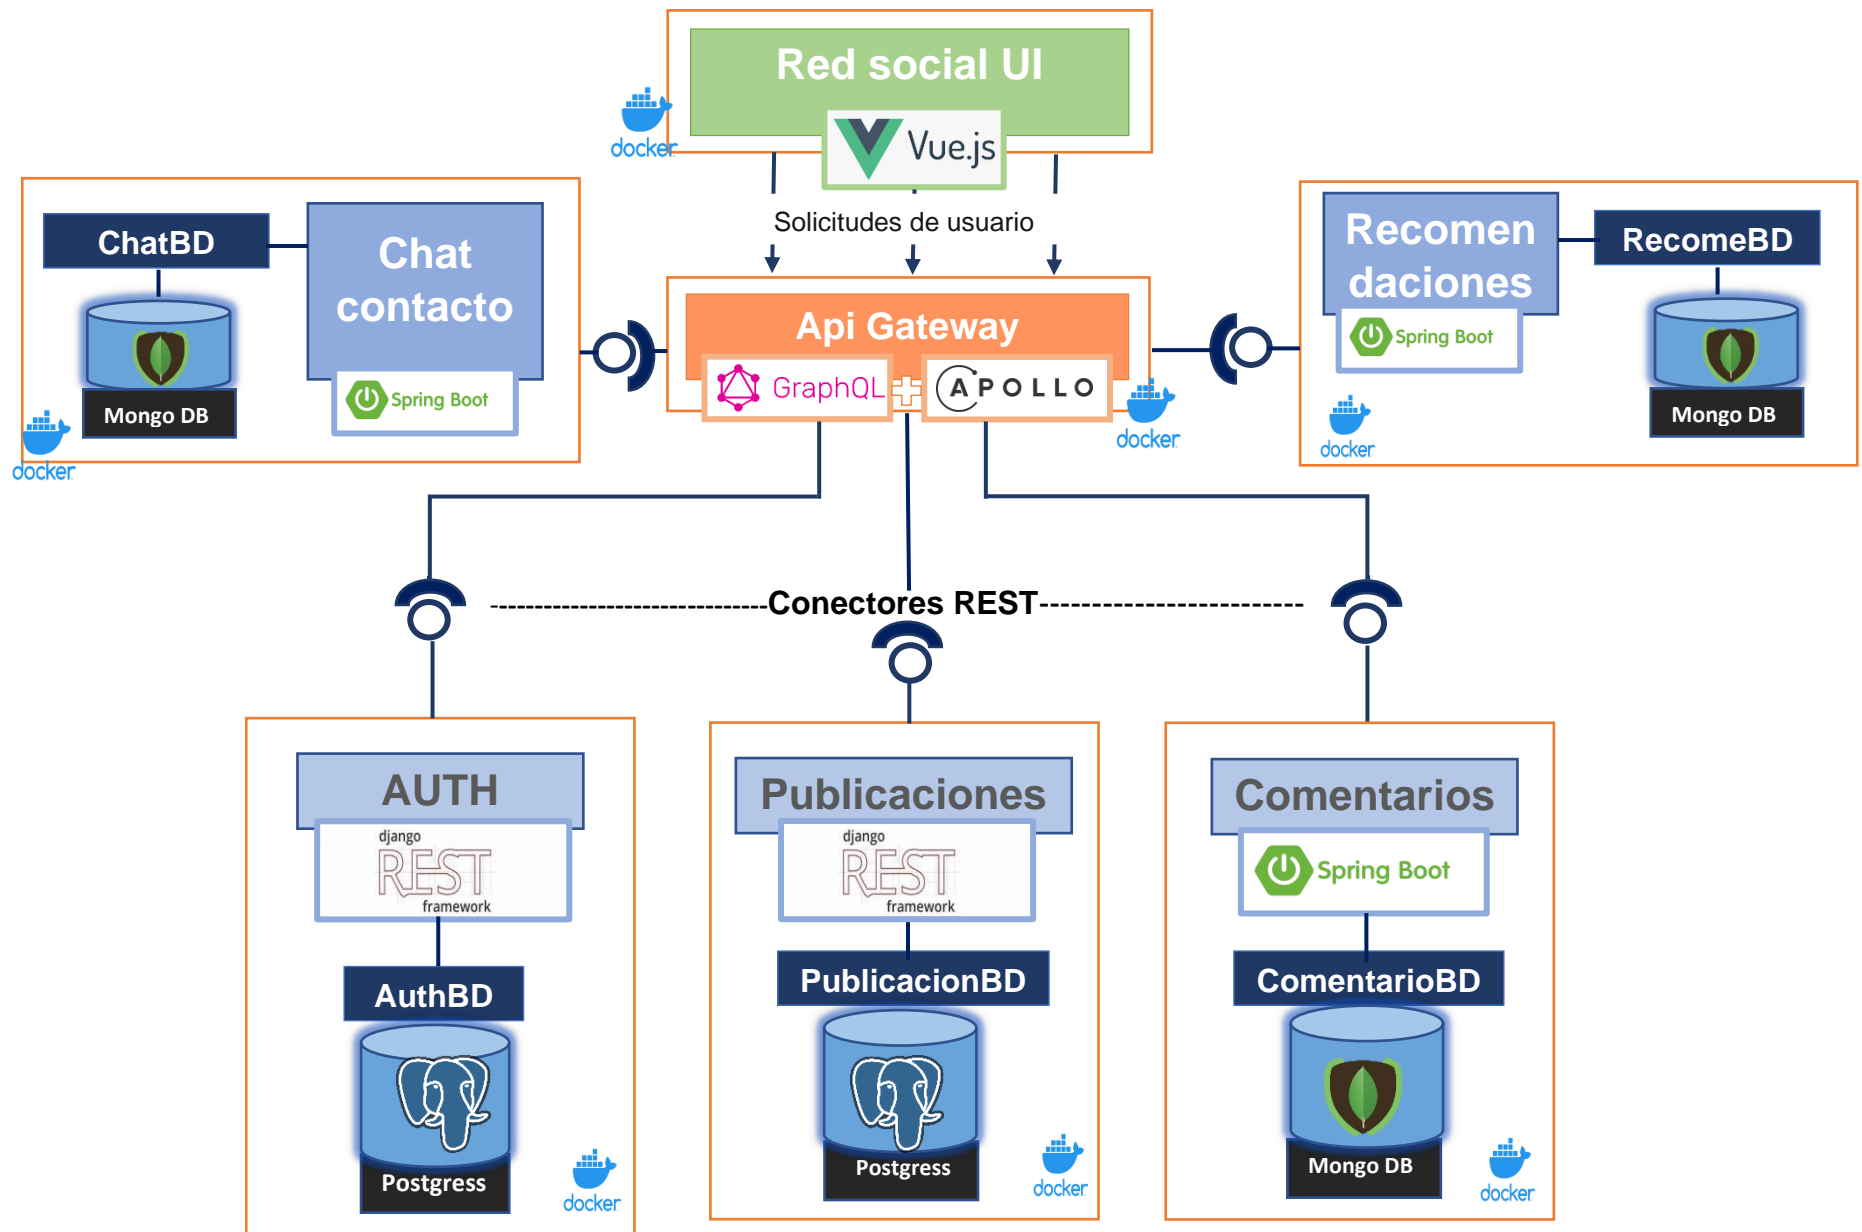 Red social UI
docker
Vue.js
Solicitudes de usuario
ChatBD
Chat
contacto
Mongo DB
Spring Boot
docker
Api Gateway
GraphQL
APOLLO
docker
Recomen
daciones
RecomeBD
Spring Boot
Mongo DB
docker
Conectores REST
AUTH
django
REST
framework
AuthBD
Postgress
docker
Publicaciones
django
REST
framework
PublicacionBD
Postgress
docker
Comentarios
Spring Boot
ComentarioBD
Mongo DB
docker